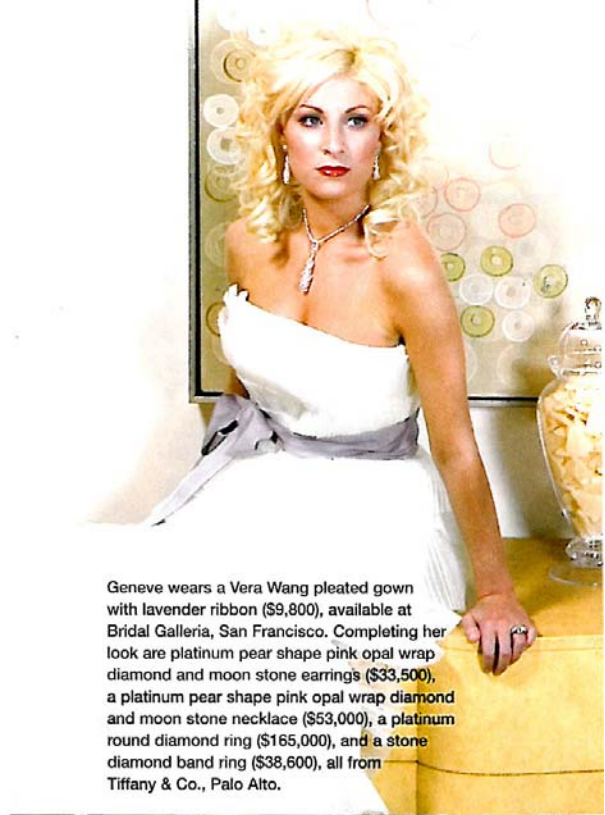 Geneve wears a Vera Wang pleated gown
with lavender ribbon ($9,800), available at
Bridal Galleria, San Francisco. Completing her
look are platinum pear shape pink opal wrap
diamond and moon stone earrings ($33,500),
a platinum pear shape pink opal wrap diamond
and moon stone necklace ($53,000), a platinum
round diamond ring ($165,000), and a stone
diamond band ring ($38,600), all from
Tiffany & Co., Palo Alto.